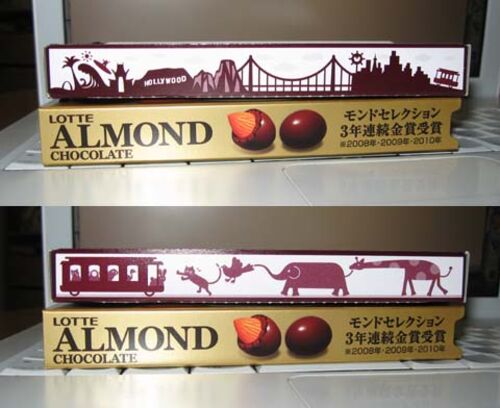 HOLLYWOOD
LOTTE
ALMOND
CHOCOLATE
モンドセレクション
3年連続金賞受賞
※2008年・2009年・2010年
LOTTE
ALMOND
CHOCOLATE
モンドセレクション
3年連続金賞受賞
※2008年・2009年・2010年